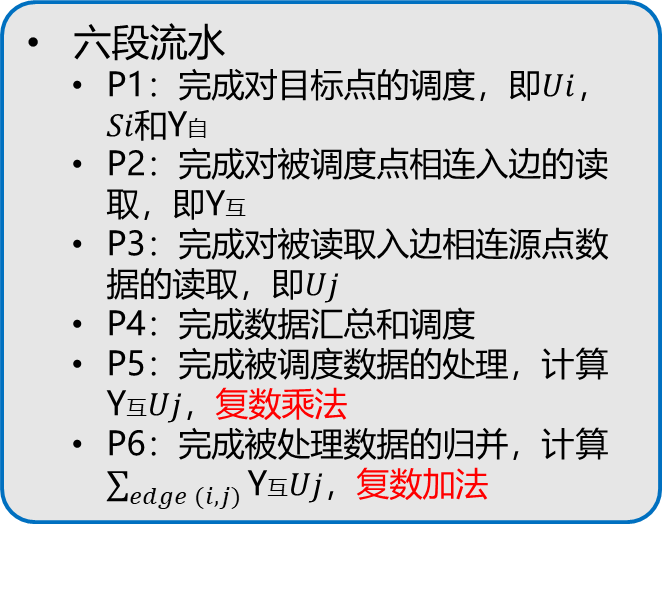 • 六段流水
• P1：完成对目标点的调度，即Ui，
Si和Y自
• P2：完成对被调度点相连入边的读
取，即Y互
• P3：完成对被读取入边相连源点数
据的读取，即Uj
• P4：完成数据汇总和调度
• P5：完成被调度数据的处理，计算
Y互Uj，复数乘法
• P6：完成被处理数据的归并，计算
∑edge (i,j) Y互Uj，复数加法